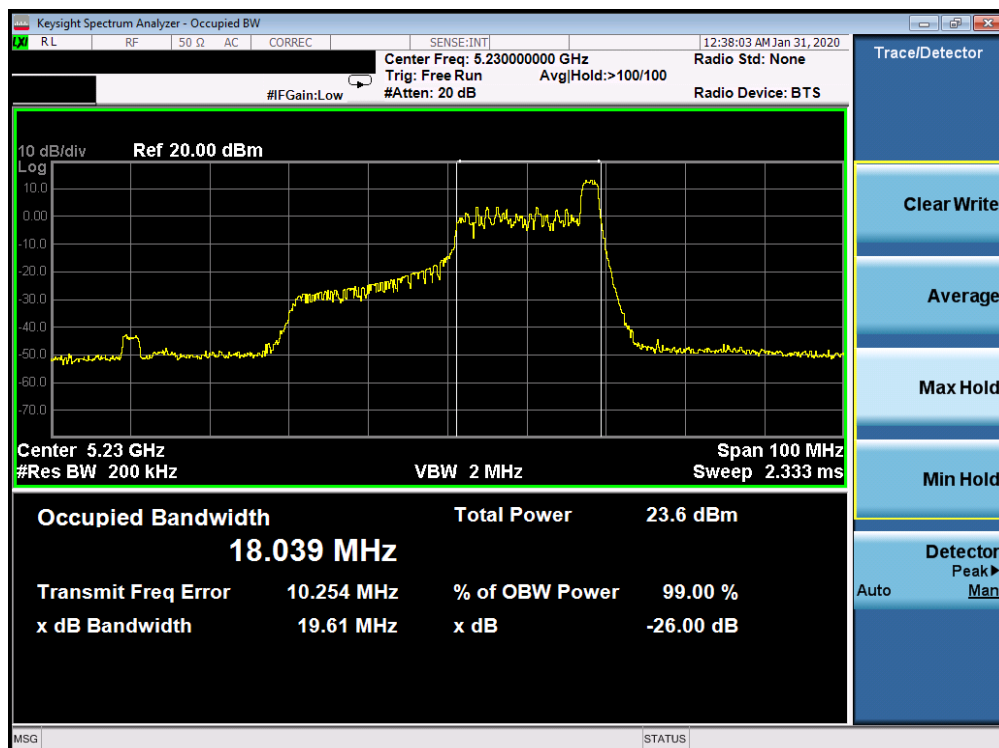 Keysight Spectrum Analyzer - Occupied BW
LXI RL RF 50 Ω AC CORREC SENSE:INT 12:38:03 AM Jan 31, 2020
Center Freq: 5.230000000 GHz Radio Std: None
Trig: Free Run Avg|Hold:>100/100
#IFGain:Low #Atten: 20 dB Radio Device: BTS
10 dB/div Ref 20.00 dBm
Log
10.0
0.00
-10.0
-20.0
-30.0
-40.0
-50.0
-60.0
-70.0
Center 5.23 GHz Span 100 MHz
#Res BW 200 kHz VBW 2 MHz Sweep 2.333 ms
Occupied Bandwidth Total Power 23.6 dBm
18.039 MHz
Transmit Freq Error 10.254 MHz % of OBW Power 99.00 %
x dB Bandwidth 19.61 MHz x dB -26.00 dB
MSG STATUS
Trace/Detector
Clear Write
Average
Max Hold
Min Hold
Detector
Peak▶
Auto Man